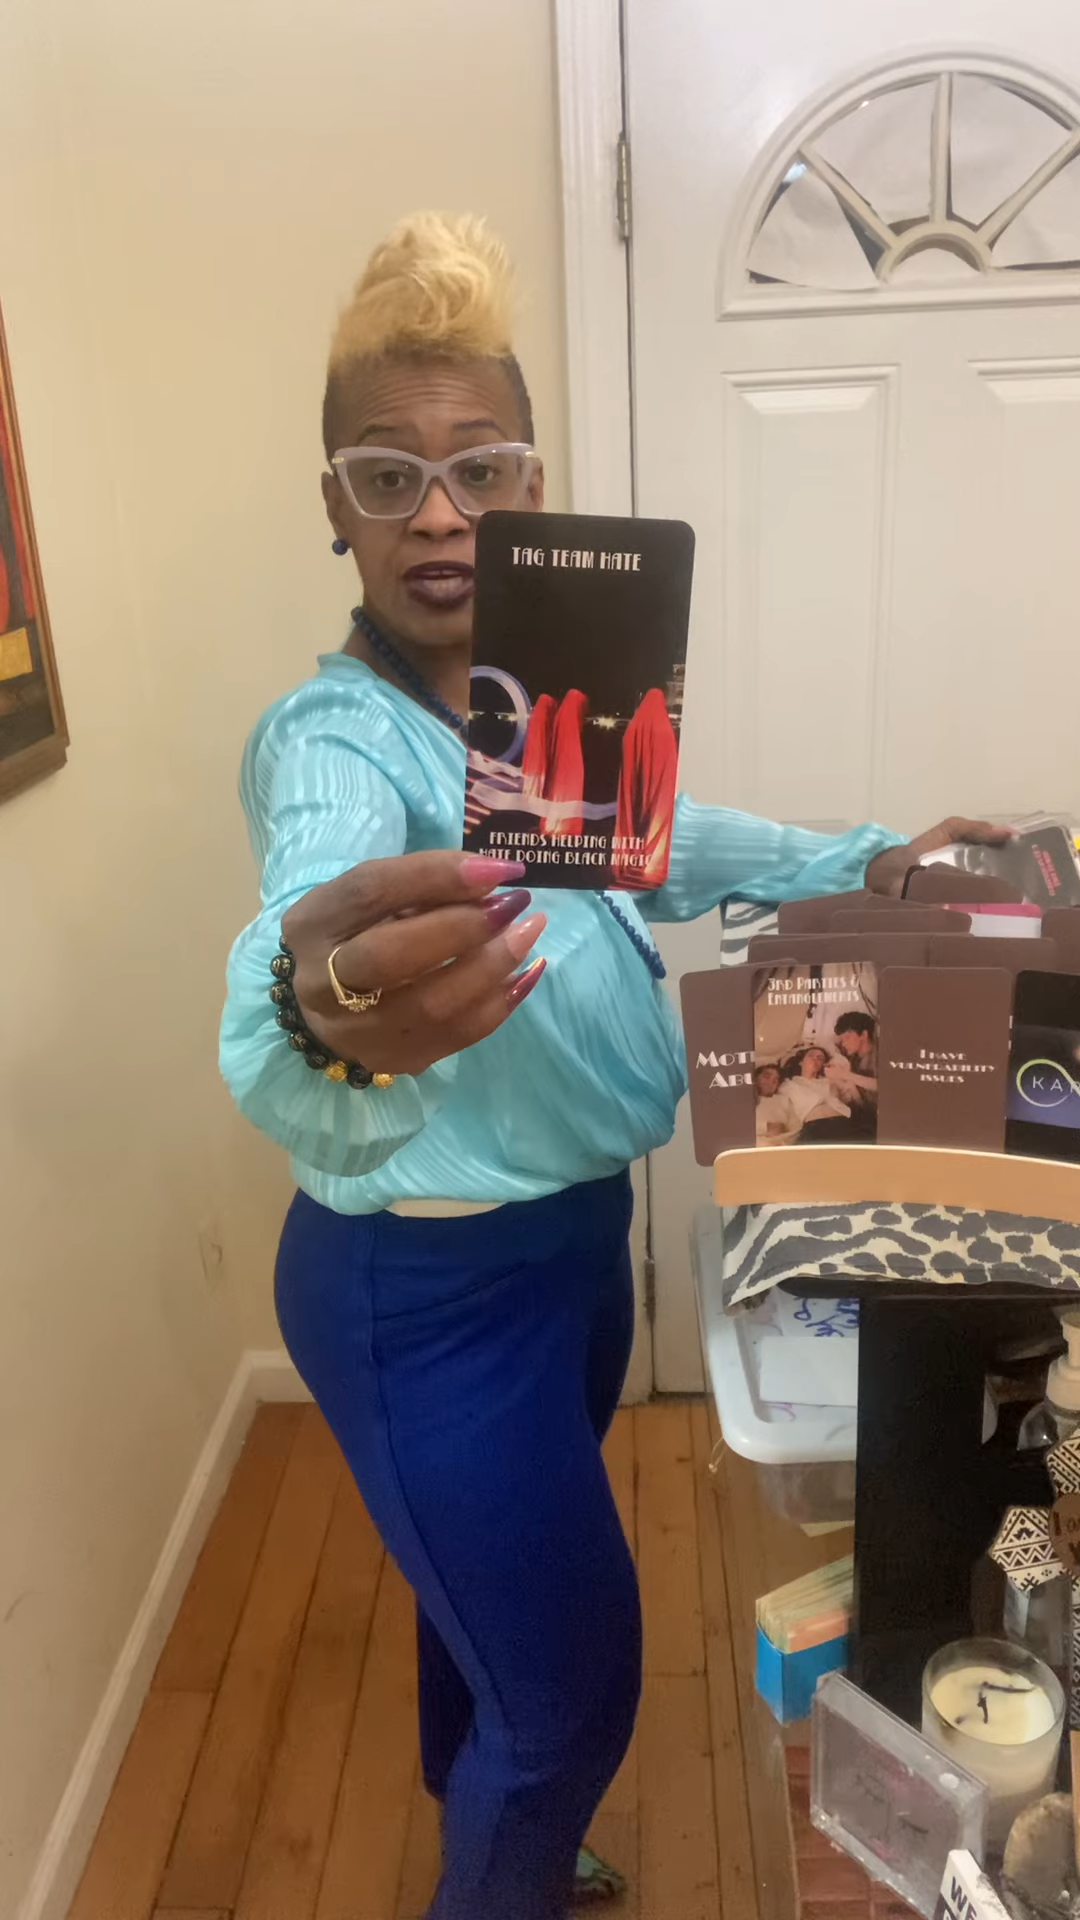 TAG TEAM HATE
FRIENDS HELPING WITH
HATE DOING BLACK MAGIC
3RD PARTIES &
ENTANGLEMENTS
I HAVE
VULNERABILITY
ISSUES